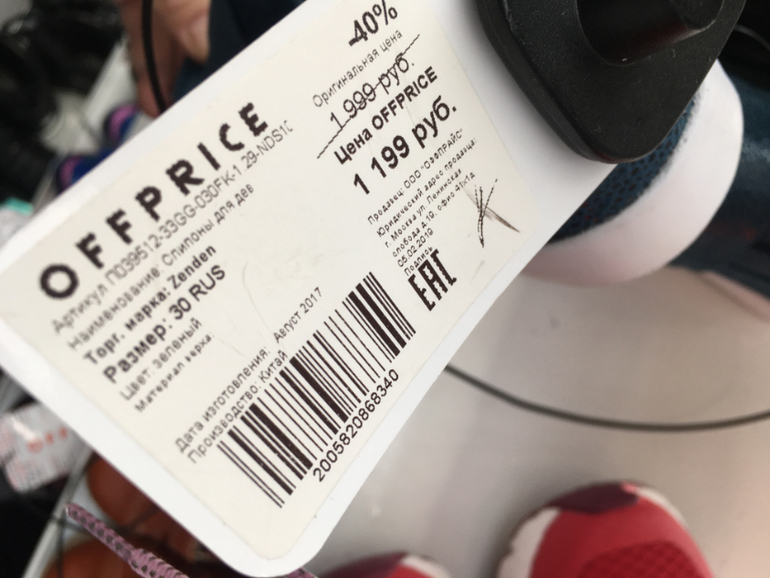 OFFPRICE
Артикул П039512-33GG-030FK-1 29-NDS10
Наименование: Слипоны для дев
Торг. марка: Zenden
Размер: 30 RUS
Цвет: зеленый
Материал верха:
Дата изготовления: Август 2017
Производство: Китай
2005820868340
-40%
Оригинальная цена
1 999 руб.
Цена OFFPRICE
1 199 руб.
Продавец: ООО "ОФФПРАЙС"
Юридический адрес продавца:
г. Москва ул. Ленинская
слобода д.19, офис
05.02.2019
Подпись
EAC